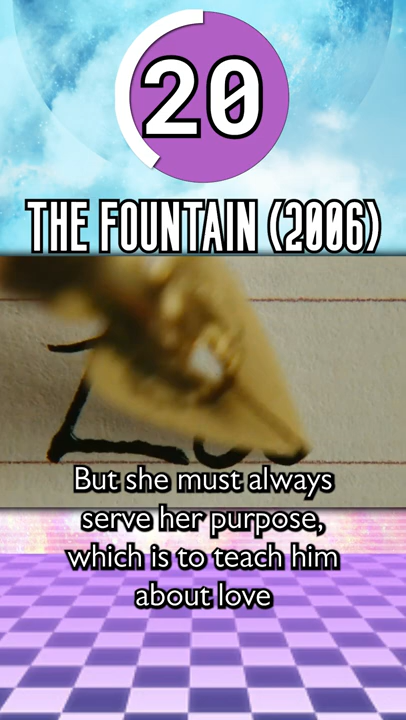 20
THE FOUNTAIN (2006)
But she must always
serve her purpose,
which is to teach him
about love